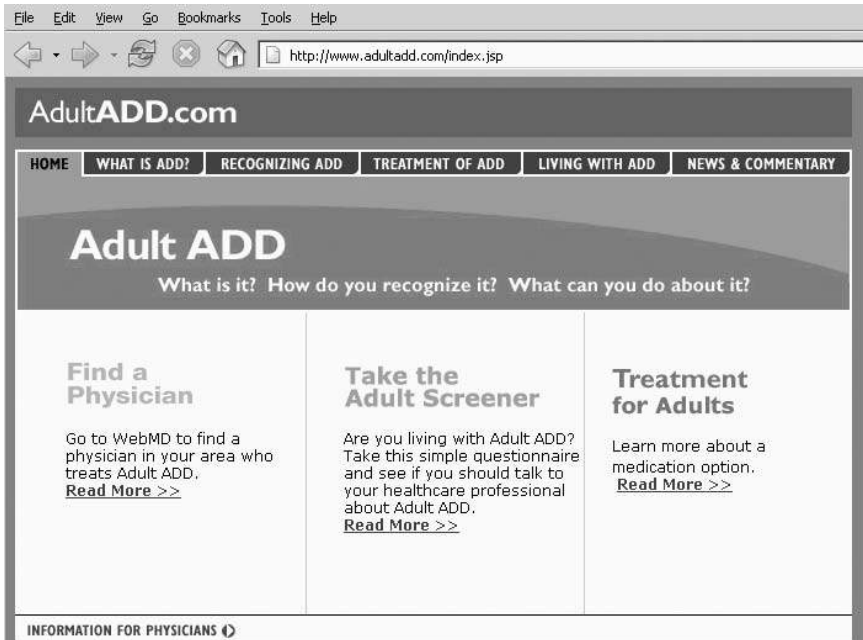 File Edit View Go Bookmarks Tools Help
http://www.adultadd.com/index.jsp
AdultADD.com
HOME WHAT IS ADD? RECOGNIZING ADD TREATMENT OF ADD LIVING WITH ADD NEWS & COMMENTARY
Adult ADD
What is it? How do you recognize it? What can you do about it?
Find a
Physician
Go to WebMD to find a
physician in your area who
treats Adult ADD.
Read More >>
Take the
Adult Screener
Are you living with Adult ADD?
Take this simple questionnaire
and see if you should talk to
your healthcare professional
about Adult ADD.
Read More >>
Treatment
for Adults
Learn more about a
medication option.
Read More >>
INFORMATION FOR PHYSICIANS